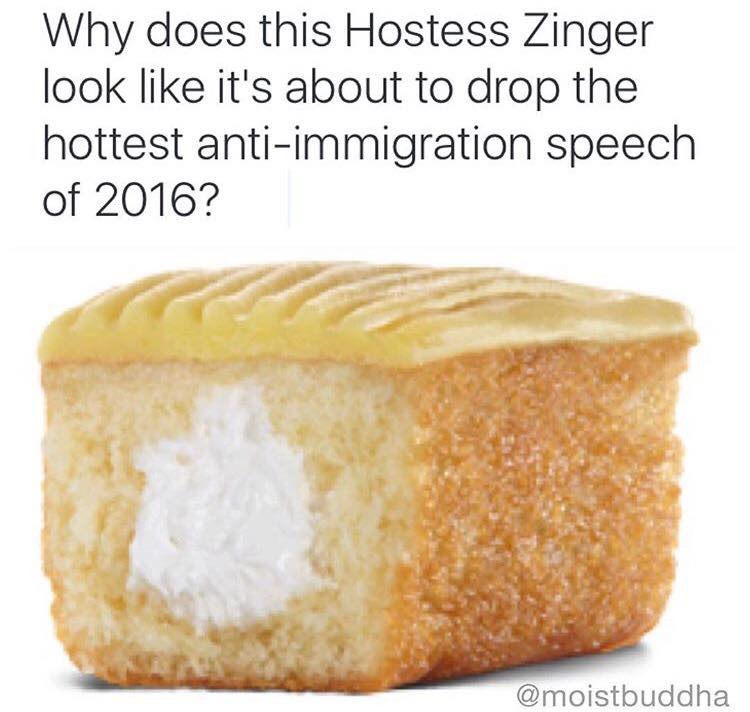 Why does this Hostess Zinger
look like it's about to drop the
hottest anti-immigration speech
of 2016?
@moistbuddha